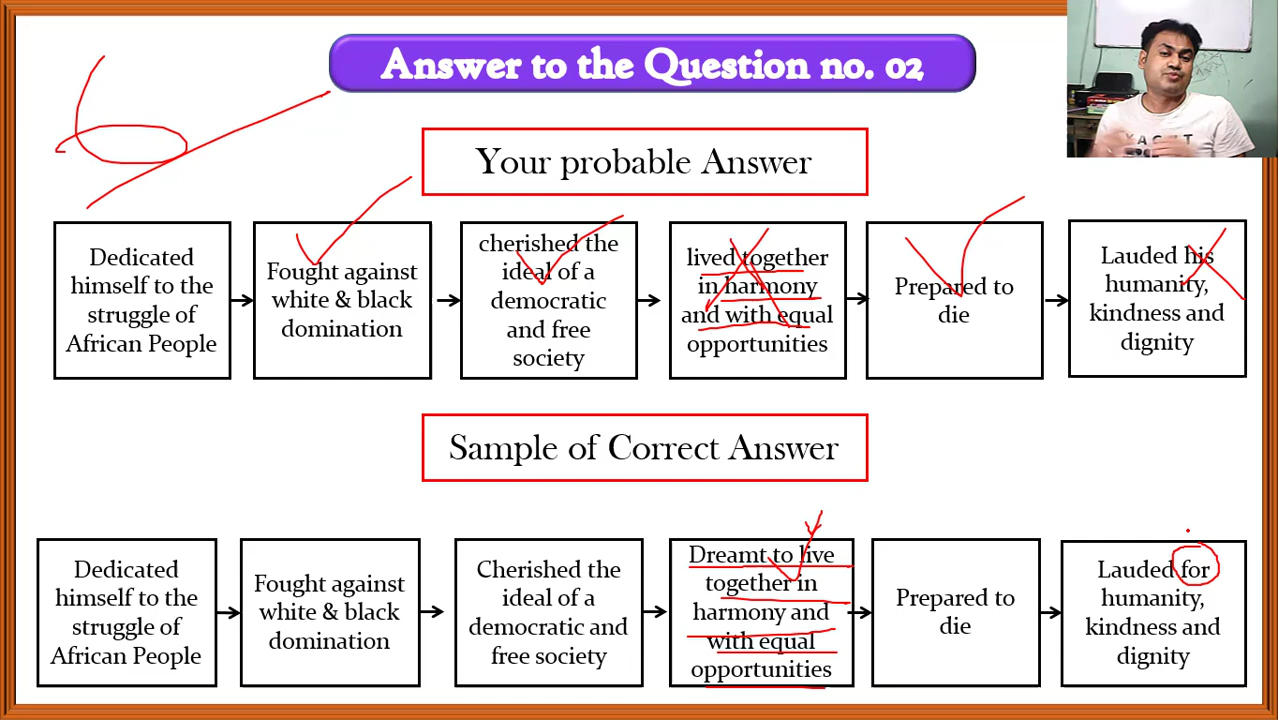 Answer to the Question no. 02
Your probable Answer
Dedicated
himself to the
struggle of
African People
Fought against
white & black
domination
cherished the
ideal of a
democratic
and free
society
lived together
in harmony
and with equal
opportunities
Prepared to
die
Lauded his
humanity,
kindness and
dignity
Sample of Correct Answer
Dedicated
himself to the
struggle of
African People
Fought against
white & black
domination
Cherished the
ideal of a
democratic and
free society
Dreamt to live
together in
harmony and
with equal
opportunities
Prepared to
die
Lauded for
humanity,
kindness and
dignity